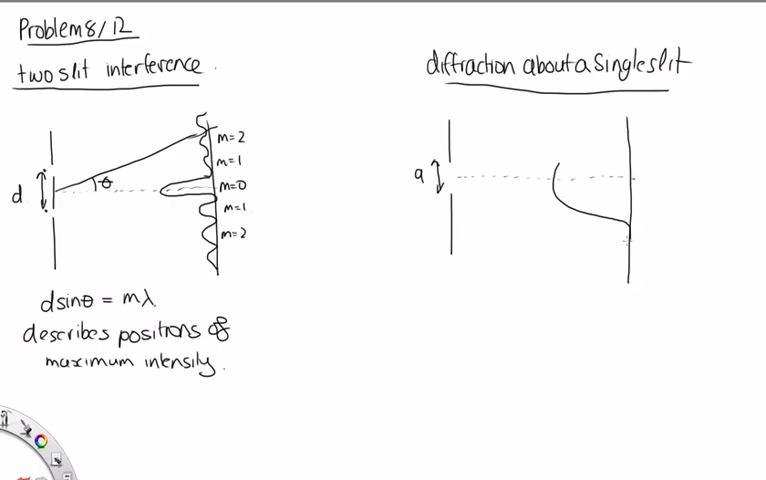 Problem 8/12
two slit interference.
d
θ
m=2
m=1
m=0
m=1
m=2
dsinθ = mλ
describes positions of
maximum intensity.
diffraction about a single slit
a